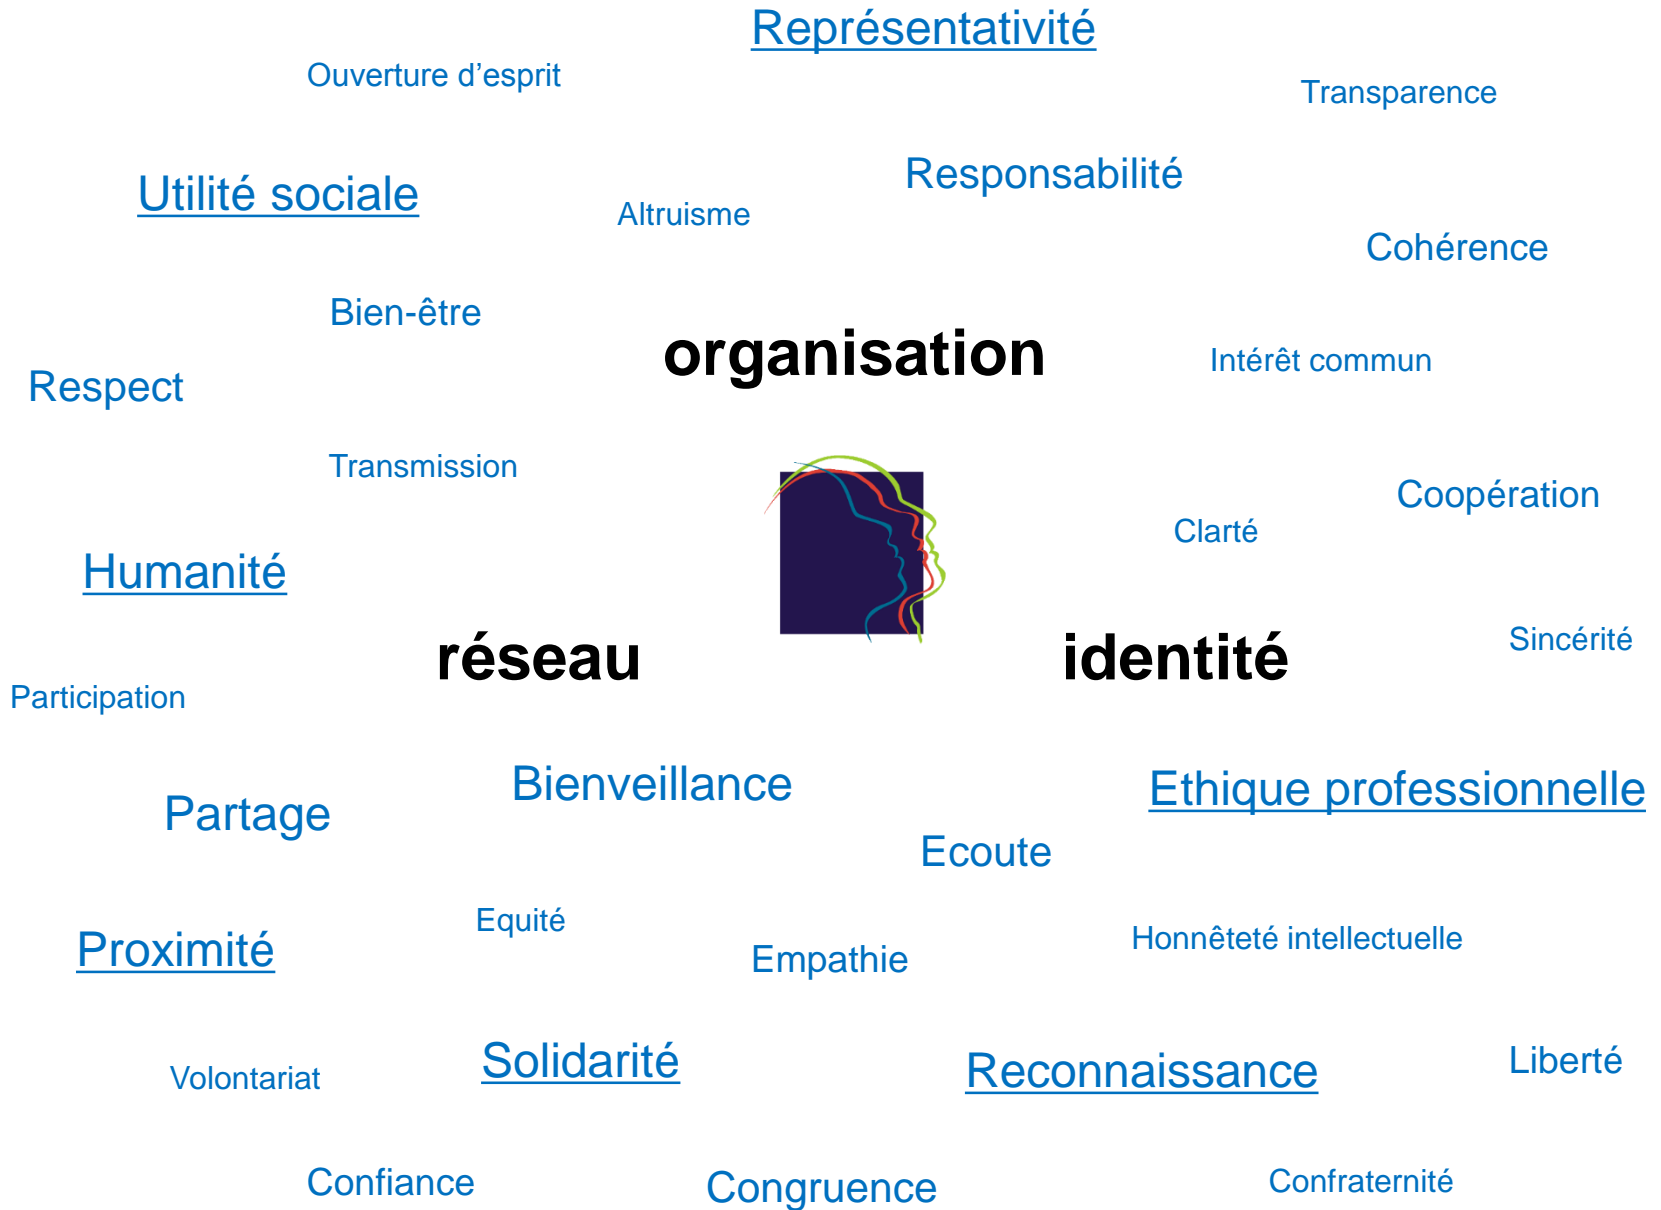 Représentativité
Ouverture d’esprit
Transparence
Responsabilité
Utilité sociale
Altruisme
Cohérence
Bien-être
organisation
Intérêt commun
Respect
Transmission
Coopération
Clarté
Humanité
Sincérité
réseau
identité
Participation
Bienveillance
Ethique professionnelle
Partage
Ecoute
Equité
Honnêteté intellectuelle
Proximité
Empathie
Solidarité
Liberté
Reconnaissance
Volontariat
Confiance
Confraternité
Congruence